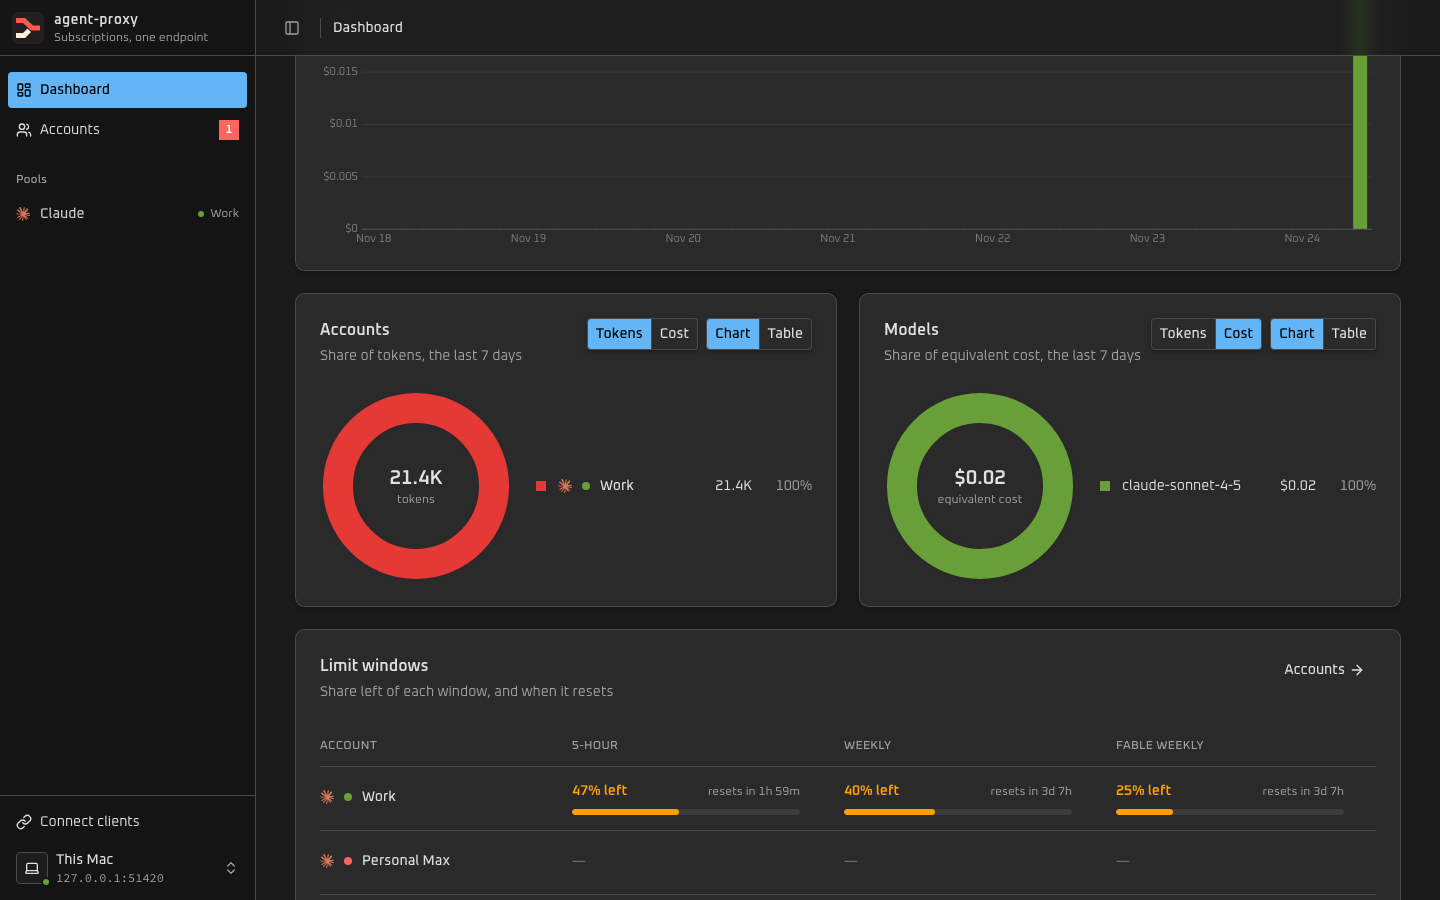 agent-proxy
Subscriptions, one endpoint
Dashboard
Dashboard
Accounts
1
Pools
Claude
Work
Connect clients
This Mac
127.0.0.1:51420
$0.015
$0.01
$0.005
$0
Nov 18
Nov 19
Nov 20
Nov 21
Nov 22
Nov 23
Nov 24
Accounts
Share of tokens, the last 7 days
Tokens
Cost
Chart
Table
21.4K
tokens
Work
21.4K
100%
Models
Share of equivalent cost, the last 7 days
Tokens
Cost
Chart
Table
$0.02
equivalent cost
claude-sonnet-4-5
$0.02
100%
Limit windows
Share left of each window, and when it resets
Accounts →
ACCOUNT
5-HOUR
WEEKLY
FABLE WEEKLY
Work
47% left
resets in 1h 59m
40% left
resets in 3d 7h
25% left
resets in 3d 7h
Personal Max
—
—
—